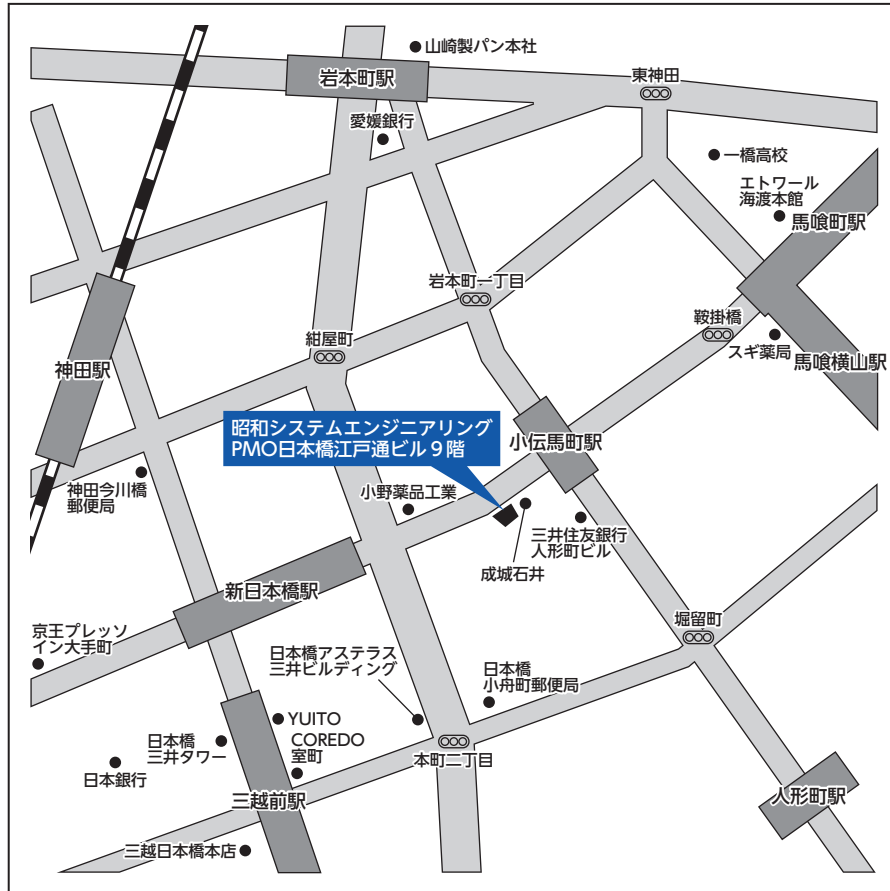 山崎製パン本社
岩本町駅
東神田
愛媛銀行
一橋高校
エトワール
海渡本館
馬喰町駅
岩本町一丁目
鞍掛橋
紺屋町
スギ薬局
馬喰横山駅
神田駅
昭和システムエンジニアリング
PMO日本橋江戸通ビル9階
小伝馬町駅
神田今川橋
郵便局
小野薬品工業
三井住友銀行
人形町ビル
成城石井
新日本橋駅
堀留町
京王プレッソ
イン大手町
日本橋アステラス
三井ビルディング
日本橋
小舟町郵便局
YUITO
日本橋
三井タワー
COREDO
室町
本町二丁目
日本銀行
三越前駅
人形町駅
三越日本橋本店